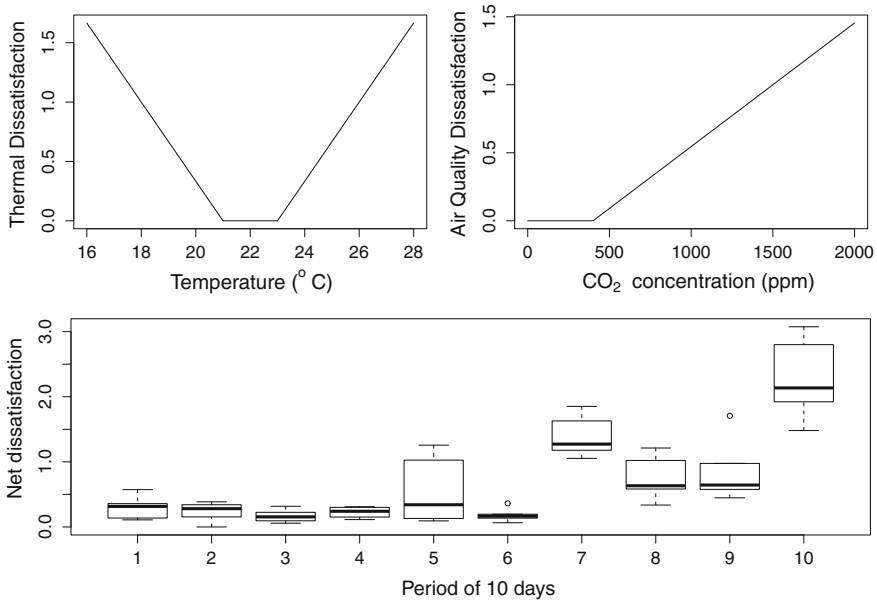 Thermal Dissatisfaction
0.0 0.5 1.0 1.5
16 18 20 22 24 26 28
Temperature (° C)
Air Quality Dissatisfaction
0.0 0.5 1.0 1.5
0 500 1000 1500 2000
CO₂ concentration (ppm)
Net dissatisfaction
0.0 1.0 2.0 3.0
1 2 3 4 5 6 7 8 9 10
Period of 10 days